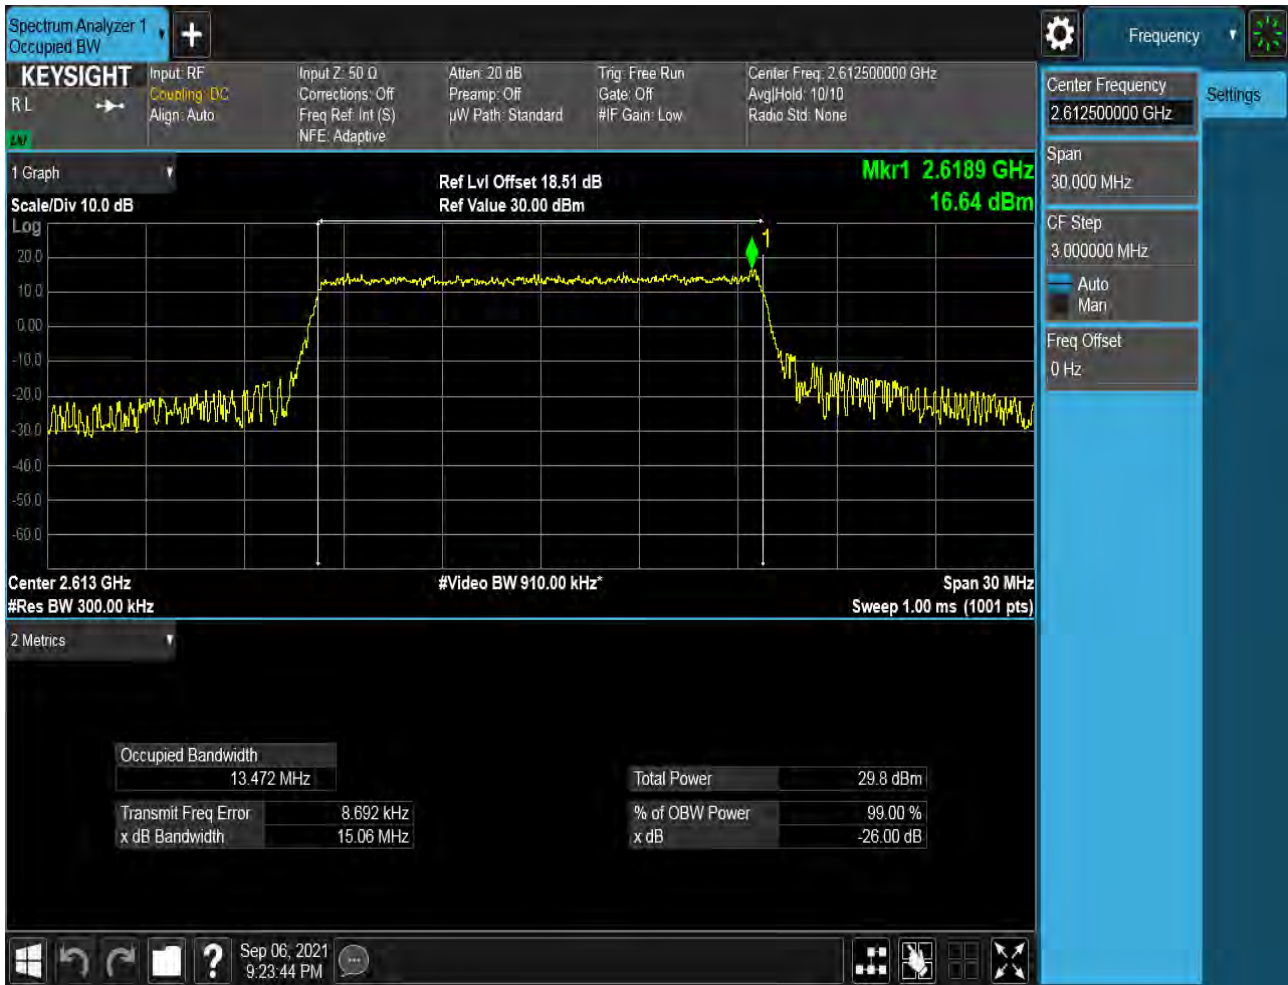 Spectrum Analyzer 1
Occupied BW
Frequency
KEYSIGHT
R L
Input: RF
Coupling: DC
Align: Auto
Input Z: 50 Ω
Corrections: Off
Freq Ref: Int (S)
NFE: Adaptive
Atten: 20 dB
Preamp: Off
µW Path: Standard
Trig: Free Run
Gate: Off
#IF Gain: Low
Center Freq: 2.612500000 GHz
Avg|Hold: 10/10
Radio Std: None
1 Graph
Scale/Div 10.0 dB
Ref Lvl Offset 18.51 dB
Ref Value 30.00 dBm
Mkr1 2.6189 GHz
16.64 dBm
Log
1
20.0
10.0
0.00
-10.0
-20.0
-30.0
-40.0
-50.0
-60.0
Center 2.613 GHz
#Video BW 910.00 kHz*
Span 30 MHz
#Res BW 300.00 kHz
Sweep 1.00 ms (1001 pts)
2 Metrics
Occupied Bandwidth
13.472 MHz
Transmit Freq Error 8.692 kHz
x dB Bandwidth 15.06 MHz
Total Power 29.8 dBm
% of OBW Power 99.00 %
x dB -26.00 dB
Center Frequency
2.612500000 GHz
Settings
Span
30.000 MHz
CF Step
3.000000 MHz
Auto
Man
Freq Offset
0 Hz
?
Sep 06, 2021
9:23:44 PM